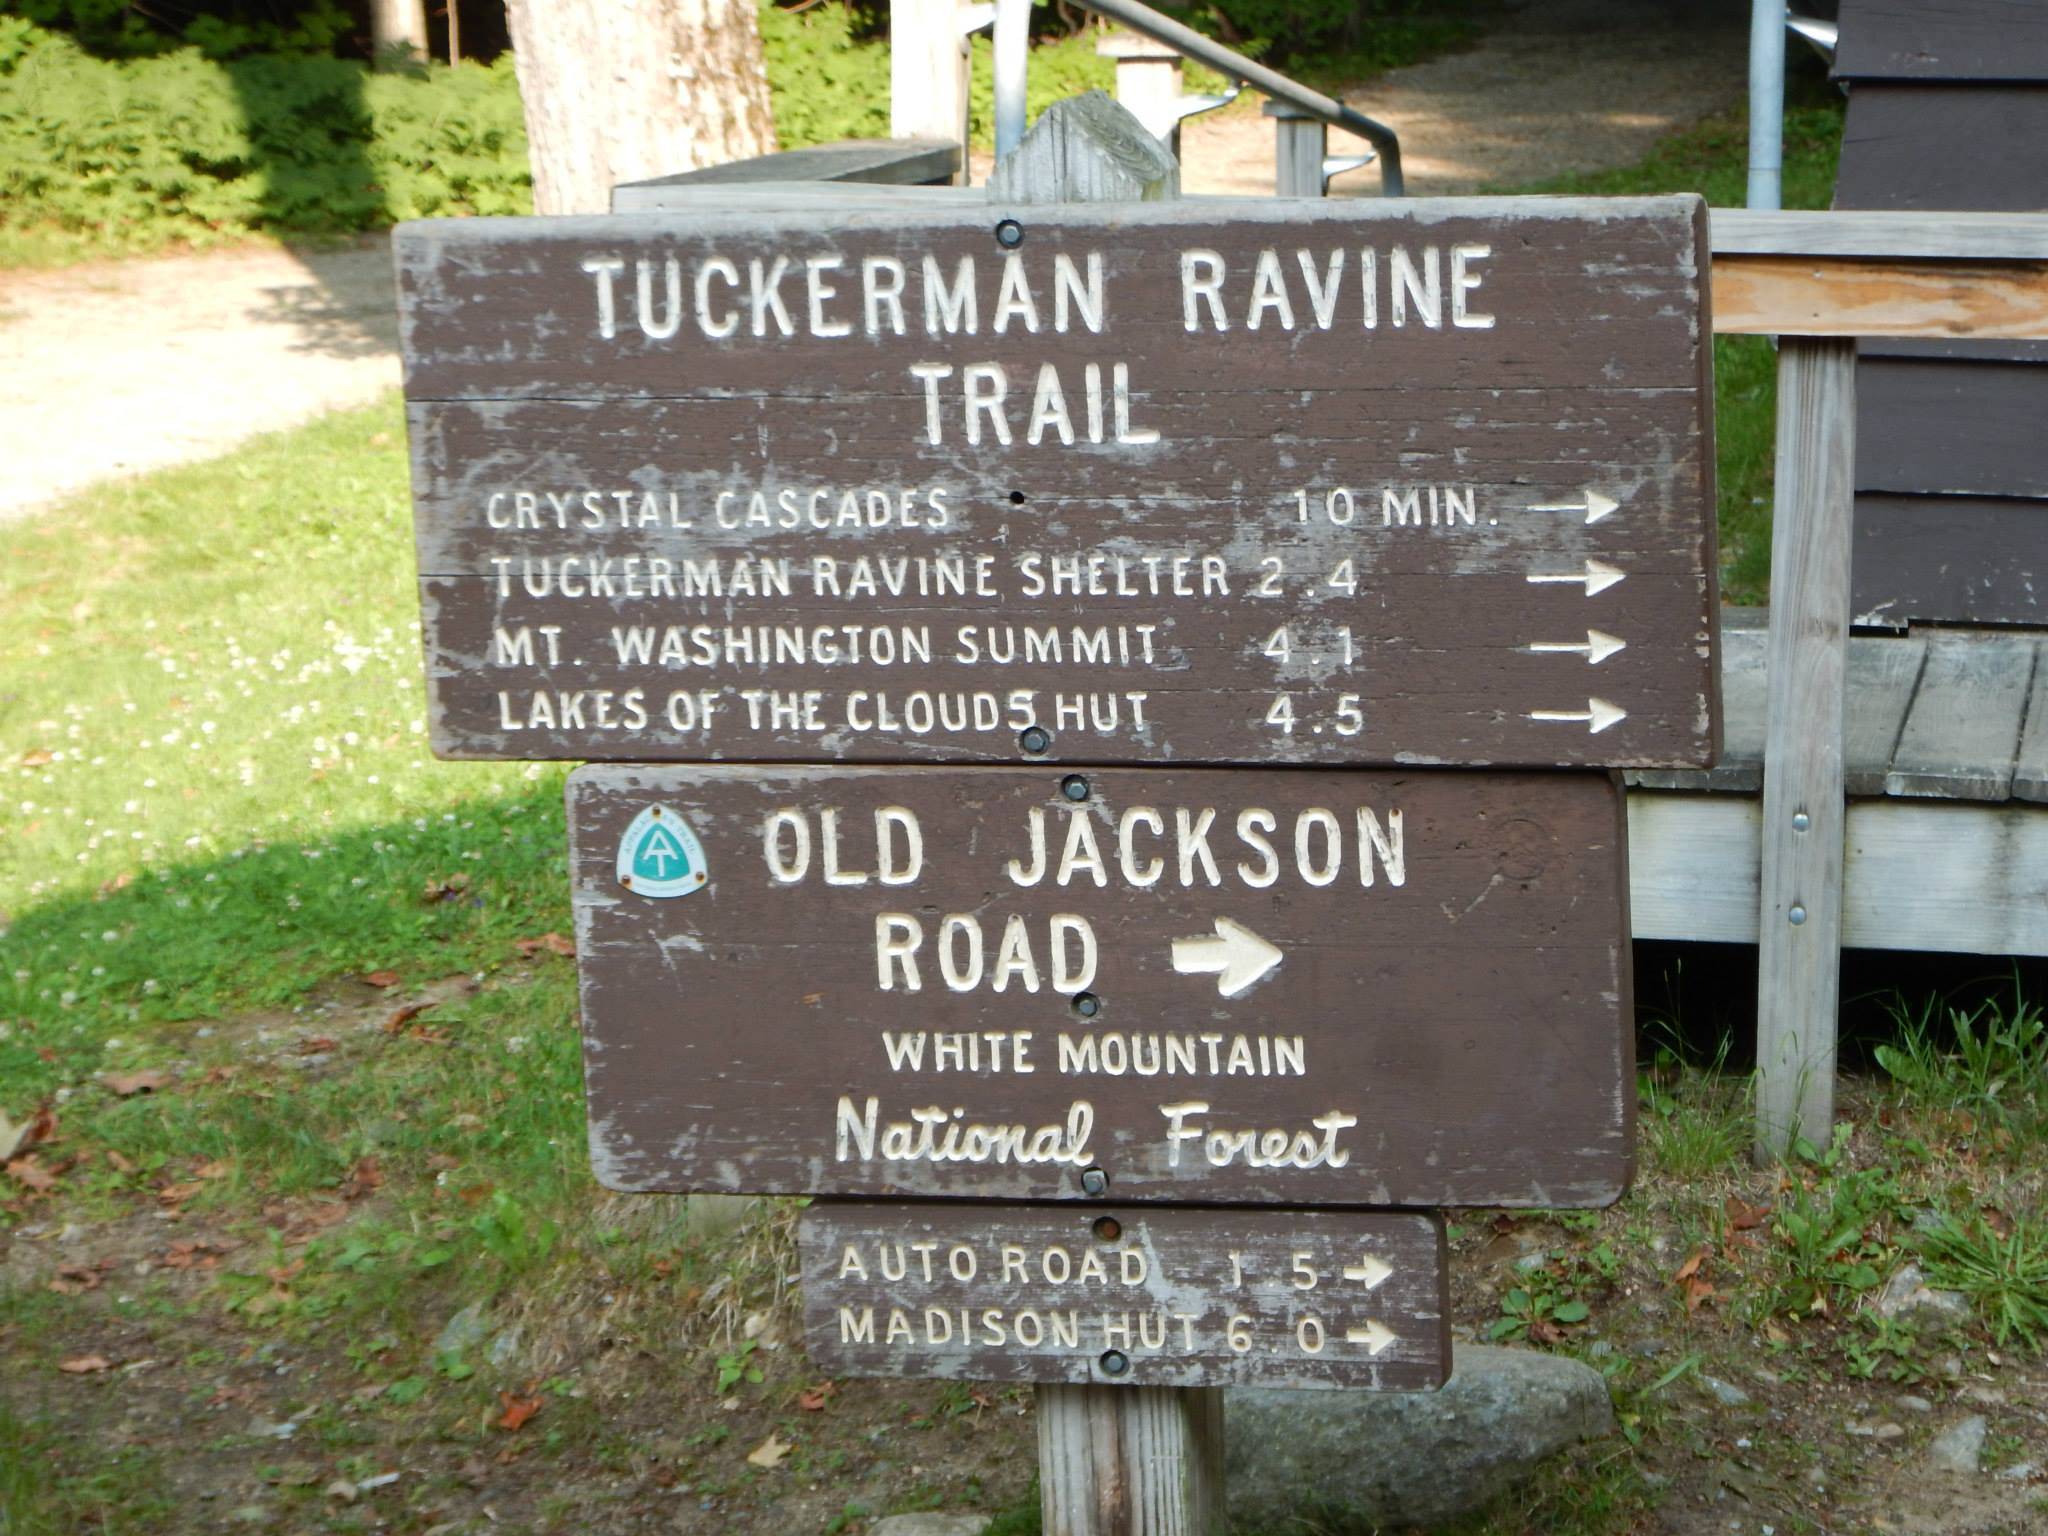 TUCKERMAN RAVINE
TRAIL
CRYSTAL CASCADES 10 MIN. →
TUCKERMAN RAVINE SHELTER 2.4 →
MT. WASHINGTON SUMMIT 4.1 →
LAKES OF THE CLOUDS HUT 4.5 →
AT
OLD JACKSON
ROAD →
WHITE MOUNTAIN
National Forest
AUTO ROAD 1.5 →
MADISON HUT 6.0 →